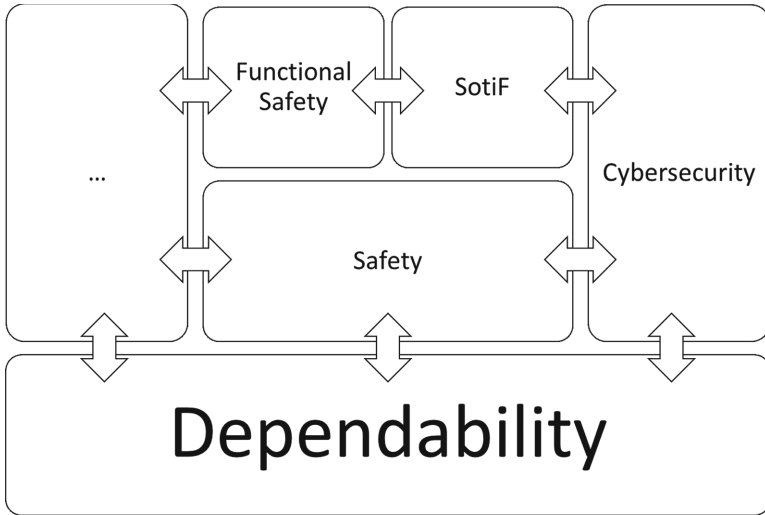 Functional
Safety
SotiF
...
Cybersecurity
Safety
Dependability